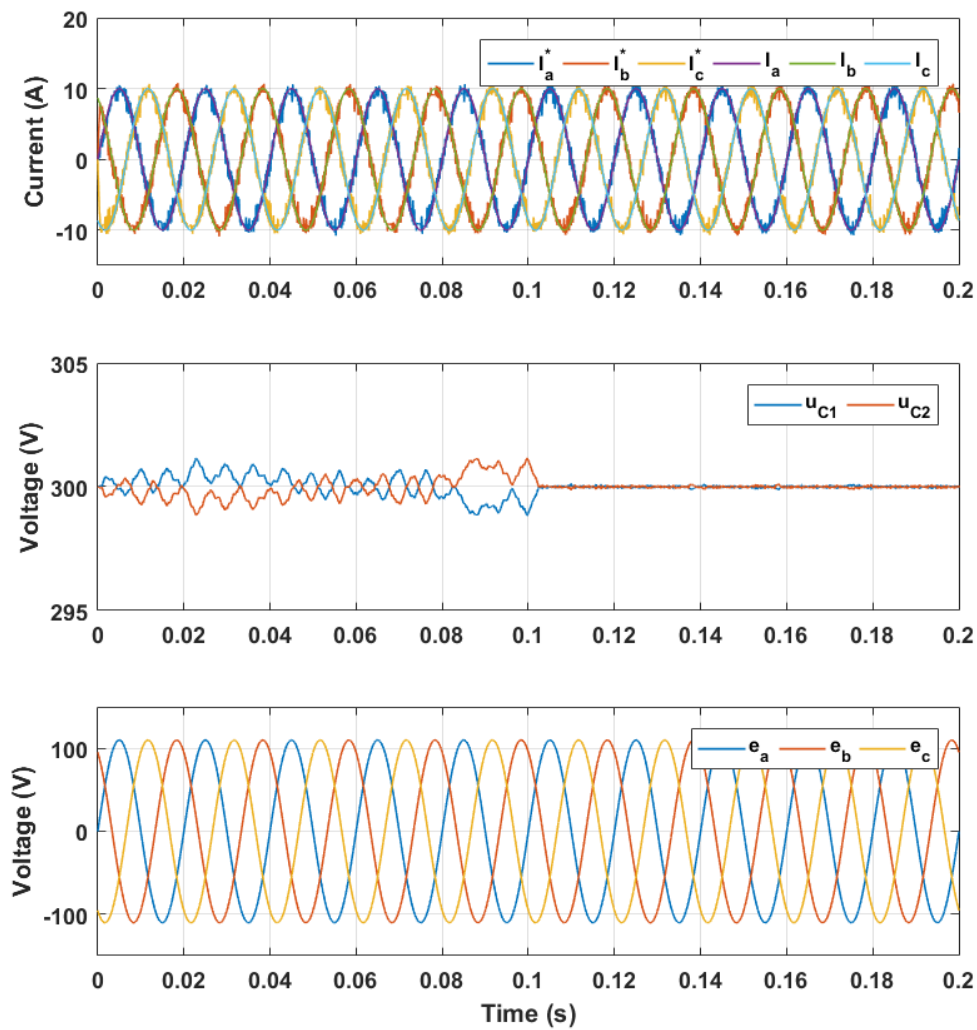 20
10
0
-10
Current (A)
I*a I*b I*c Ia Ib Ic
0 0.02 0.04 0.06 0.08 0.1 0.12 0.14 0.16 0.18 0.2
305
300
295
Voltage (V)
uC1 uC2
0 0.02 0.04 0.06 0.08 0.1 0.12 0.14 0.16 0.18 0.2
100
0
-100
Voltage (V)
ea eb ec
0 0.02 0.04 0.06 0.08 0.1 0.12 0.14 0.16 0.18 0.2
Time (s)